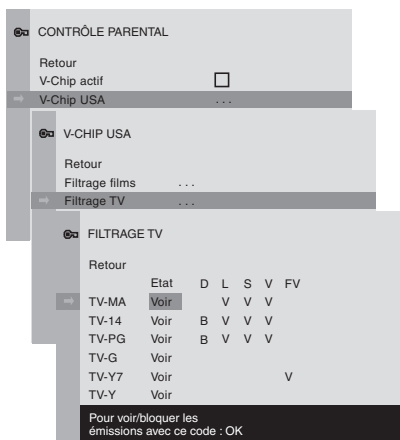 CONTRÔLE PARENTAL
Retour
V-Chip actif
V-Chip USA ...
V-CHIP USA
Retour
Filtrage films ...
Filtrage TV ...
FILTRAGE TV
Retour
Etat D L S V FV
TV-MA Voir V V V
TV-14 Voir B V V V
TV-PG Voir B V V V
TV-G Voir
TV-Y7 Voir V
TV-Y Voir
Pour voir/bloquer les
émissions avec ce code : OK